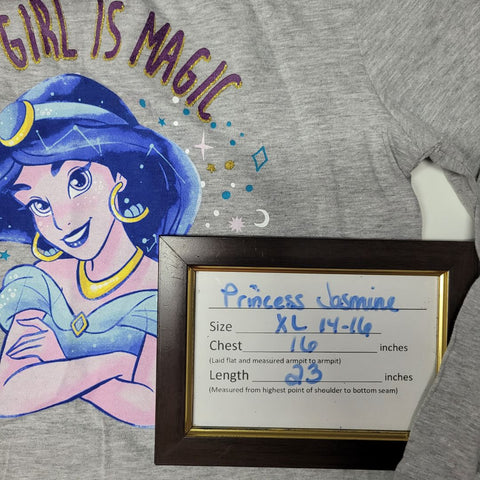 GIRL IS MAGIC
Princess Jasmine
Size XL 14-16
Chest 16 inches
(Laid flat and measured armpit to armpit)
Length 23 inches
(Measured from highest point of shoulder to bottom seam)